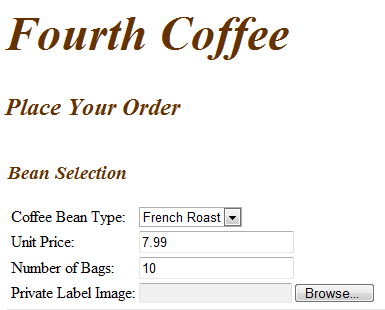 Fourth Coffee
Place Your Order
Bean Selection
Coffee Bean Type: French Roast
Unit Price: 7.99
Number of Bags: 10
Private Label Image: Browse...